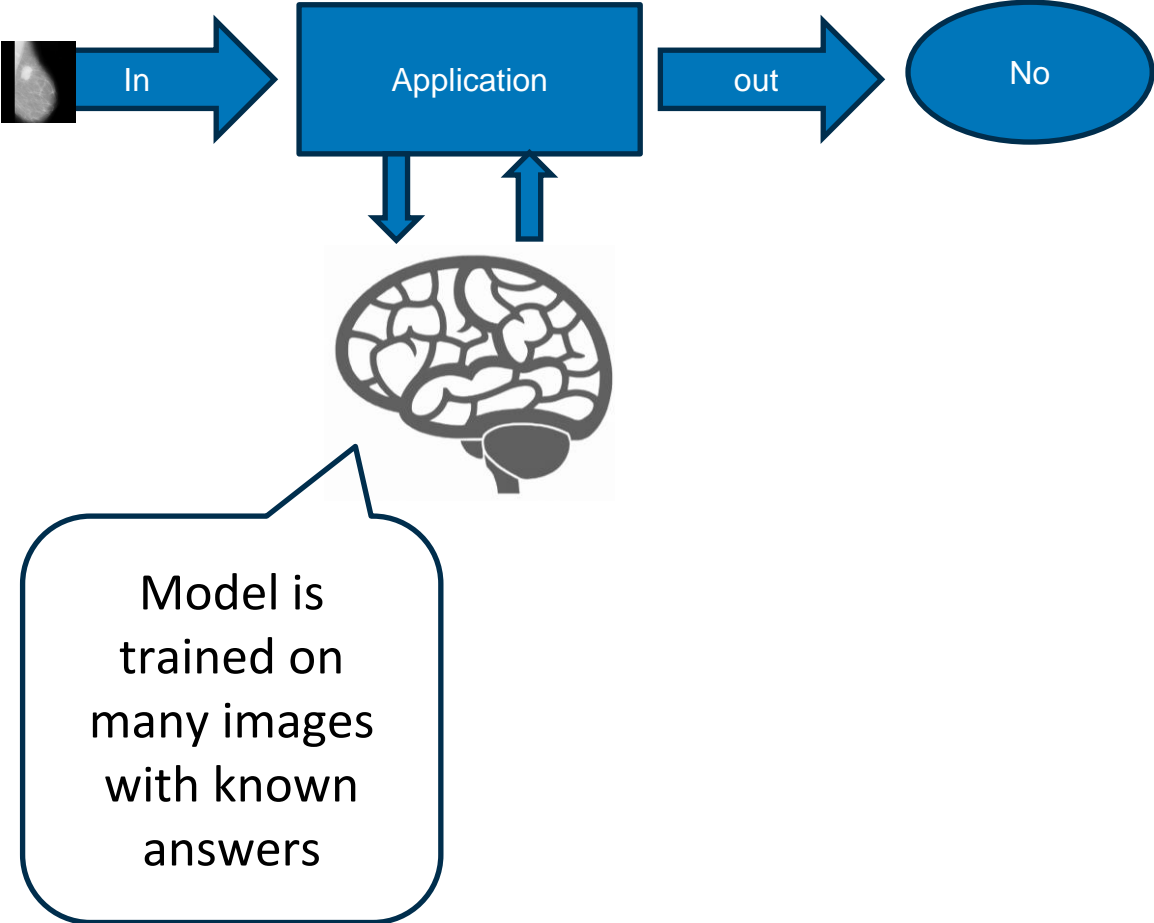 In
Application
out
No
Model is
trained on
many images
with known
answers